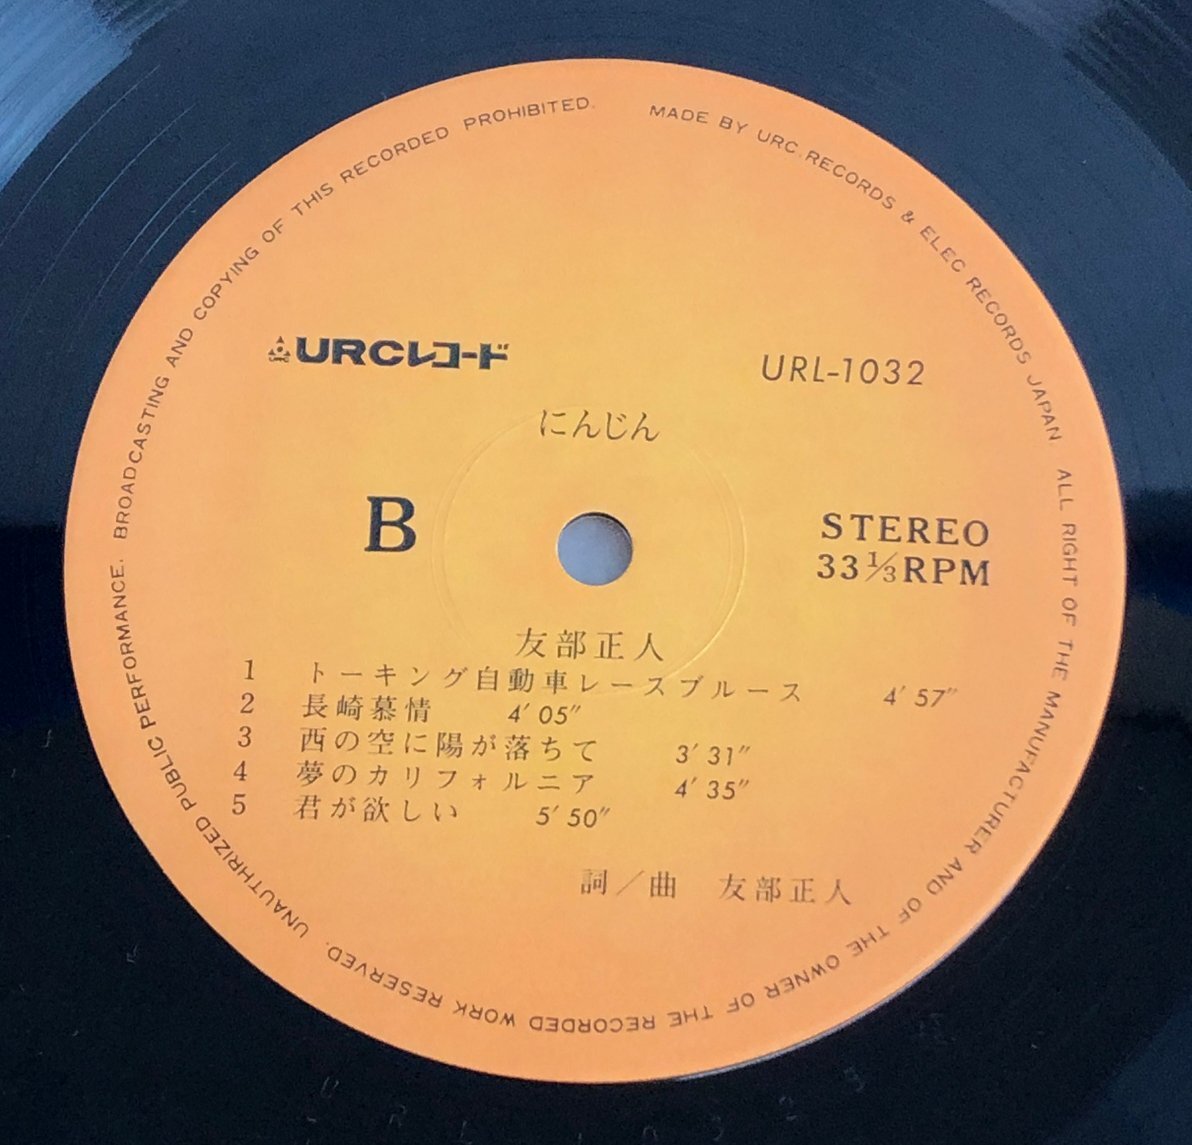 MADE BY URC. RECORDS & ELEC RECORDS JAPAN ALL RIGHT OF THE MANUFACTURER AND OF THE OWNER OF THE RECORDED WORK RESERVED. UNAUTHRIZED PUBLIC PERFORMANCE. BROADCASTING AND COPYING OF THIS RECORDED PROHIBITED.
URCレコード URL-1032
にんじん
B
STEREO
33⅓RPM
友部正人
1 トーキング自動車レースブルース 4′57″
2 長崎慕情 4′05″
3 西の空に陽が落ちて 3′31″
4 夢のカリフォルニア 4′35″
5 君が欲しい 5′50″
詞/曲 友部正人